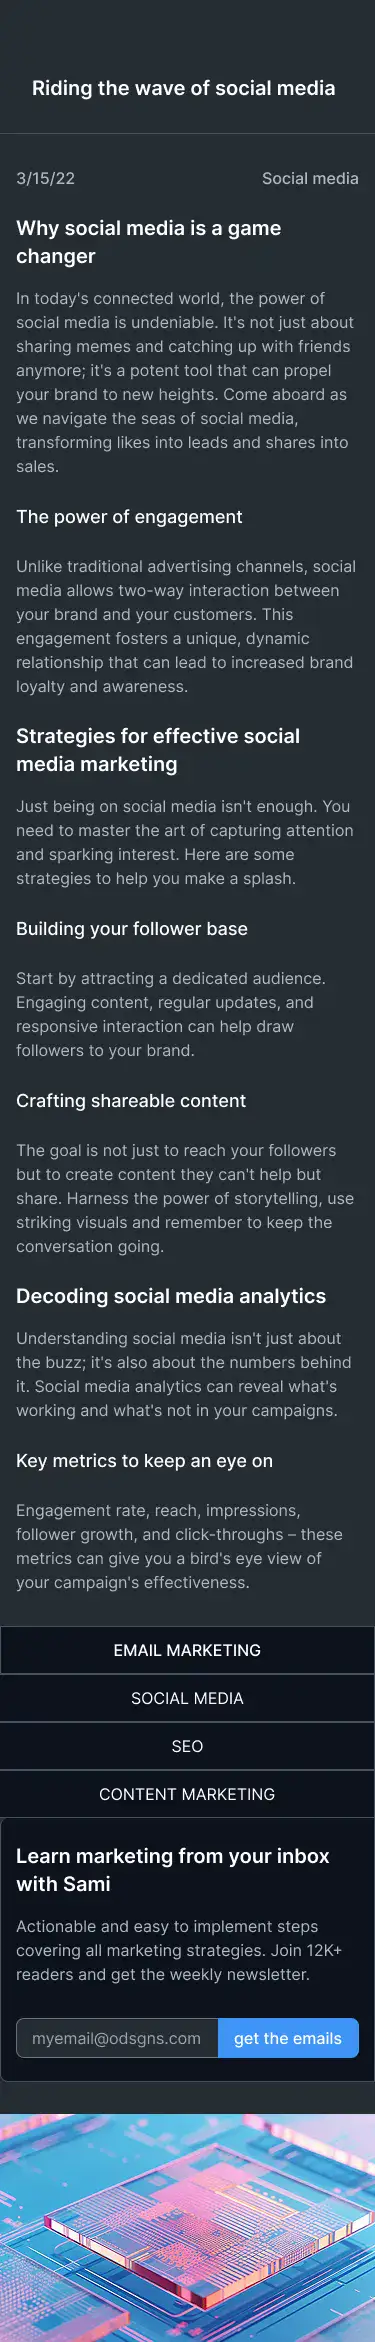 Riding the wave of social media
3/15/22
Social media
Why social media is a game
changer
In today's connected world, the power of
social media is undeniable. It's not just about
sharing memes and catching up with friends
anymore; it's a potent tool that can propel
your brand to new heights. Come aboard as
we navigate the seas of social media,
transforming likes into leads and shares into
sales.
The power of engagement
Unlike traditional advertising channels, social
media allows two-way interaction between
your brand and your customers. This
engagement fosters a unique, dynamic
relationship that can lead to increased brand
loyalty and awareness.
Strategies for effective social
media marketing
Just being on social media isn't enough. You
need to master the art of capturing attention
and sparking interest. Here are some
strategies to help you make a splash.
Building your follower base
Start by attracting a dedicated audience.
Engaging content, regular updates, and
responsive interaction can help draw
followers to your brand.
Crafting shareable content
The goal is not just to reach your followers
but to create content they can't help but
share. Harness the power of storytelling, use
striking visuals and remember to keep the
conversation going.
Decoding social media analytics
Understanding social media isn't just about
the buzz; it's also about the numbers behind
it. Social media analytics can reveal what's
working and what's not in your campaigns.
Key metrics to keep an eye on
Engagement rate, reach, impressions,
follower growth, and click-throughs – these
metrics can give you a bird's eye view of
your campaign's effectiveness.
EMAIL MARKETING
SOCIAL MEDIA
SEO
CONTENT MARKETING
Learn marketing from your inbox
with Sami
Actionable and easy to implement steps
covering all marketing strategies. Join 12K+
readers and get the weekly newsletter.
myemail@odsgns.com
get the emails